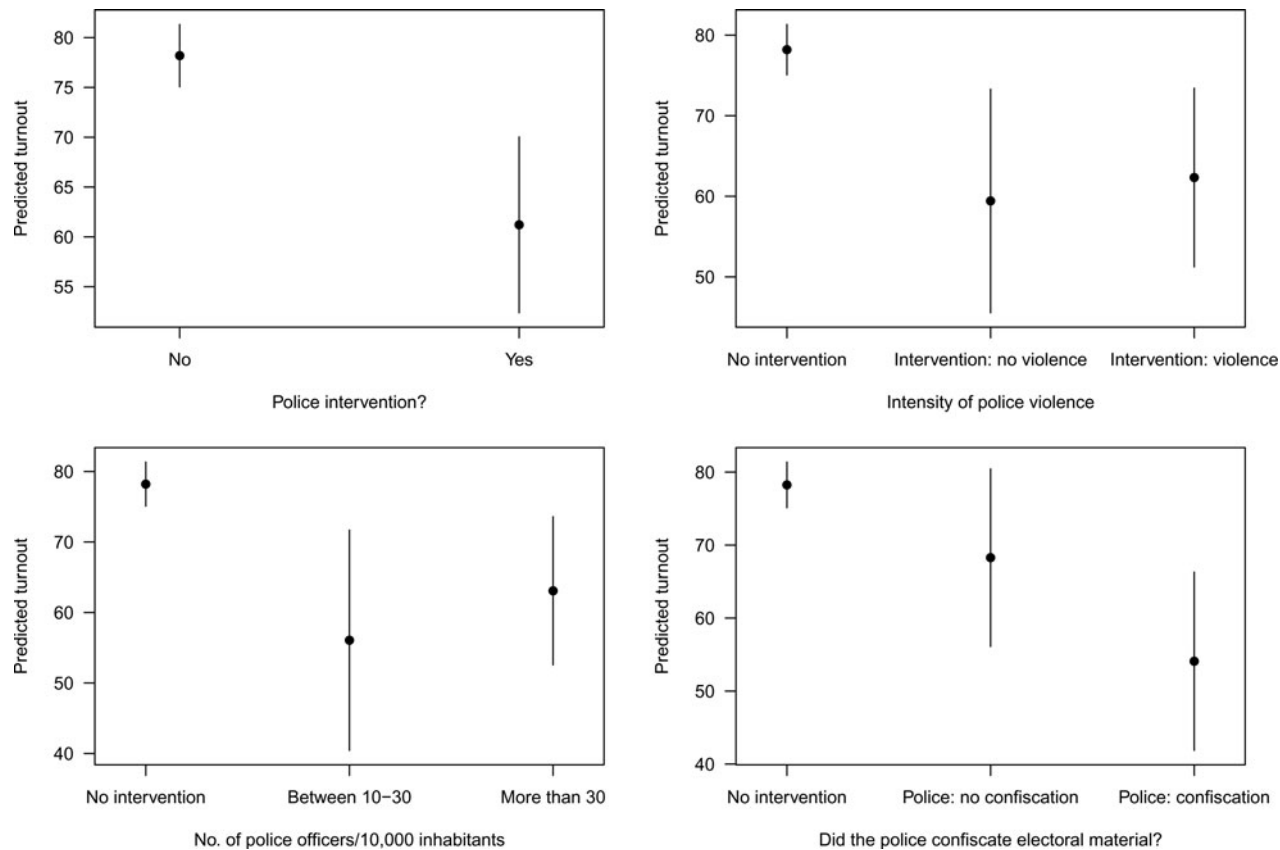 Predicted turnout
80
75
70
65
60
55
No Yes
Police intervention?
Predicted turnout
80
70
60
50
No intervention Intervention: no violence Intervention: violence
Intensity of police violence
Predicted turnout
80
70
60
50
40
No intervention Between 10−30 More than 30
No. of police officers/10,000 inhabitants
Predicted turnout
80
70
60
50
40
No intervention Police: no confiscation Police: confiscation
Did the police confiscate electoral material?